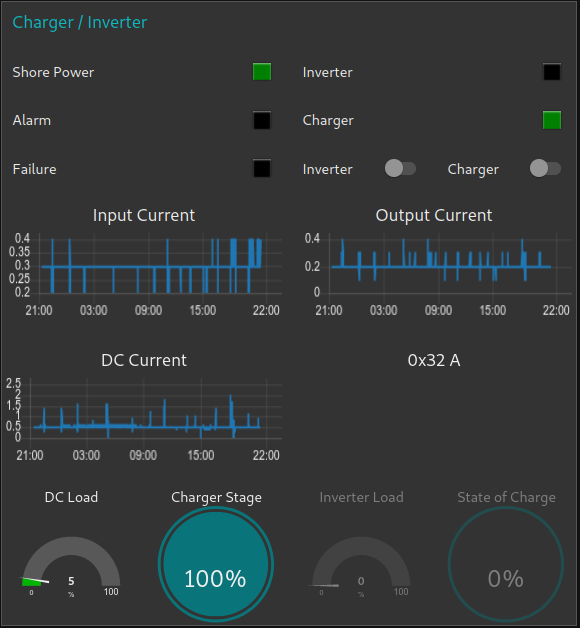 Charger / Inverter
Shore Power
Inverter
Alarm
Charger
Failure
Inverter
Charger
Input Current
0.4
0.35
0.3
0.25
0.2
21:00 03:00 09:00 15:00 22:00
Output Current
0.4
0.2
0
21:00 03:00 09:00 15:00 22:00
DC Current
2.5
2
1.5
1
0.5
0
21:00 03:00 09:00 15:00 22:00
0x32 A
DC Load
5
0 % 100
Charger Stage
100%
Inverter Load
0
0 % 100
State of Charge
0%